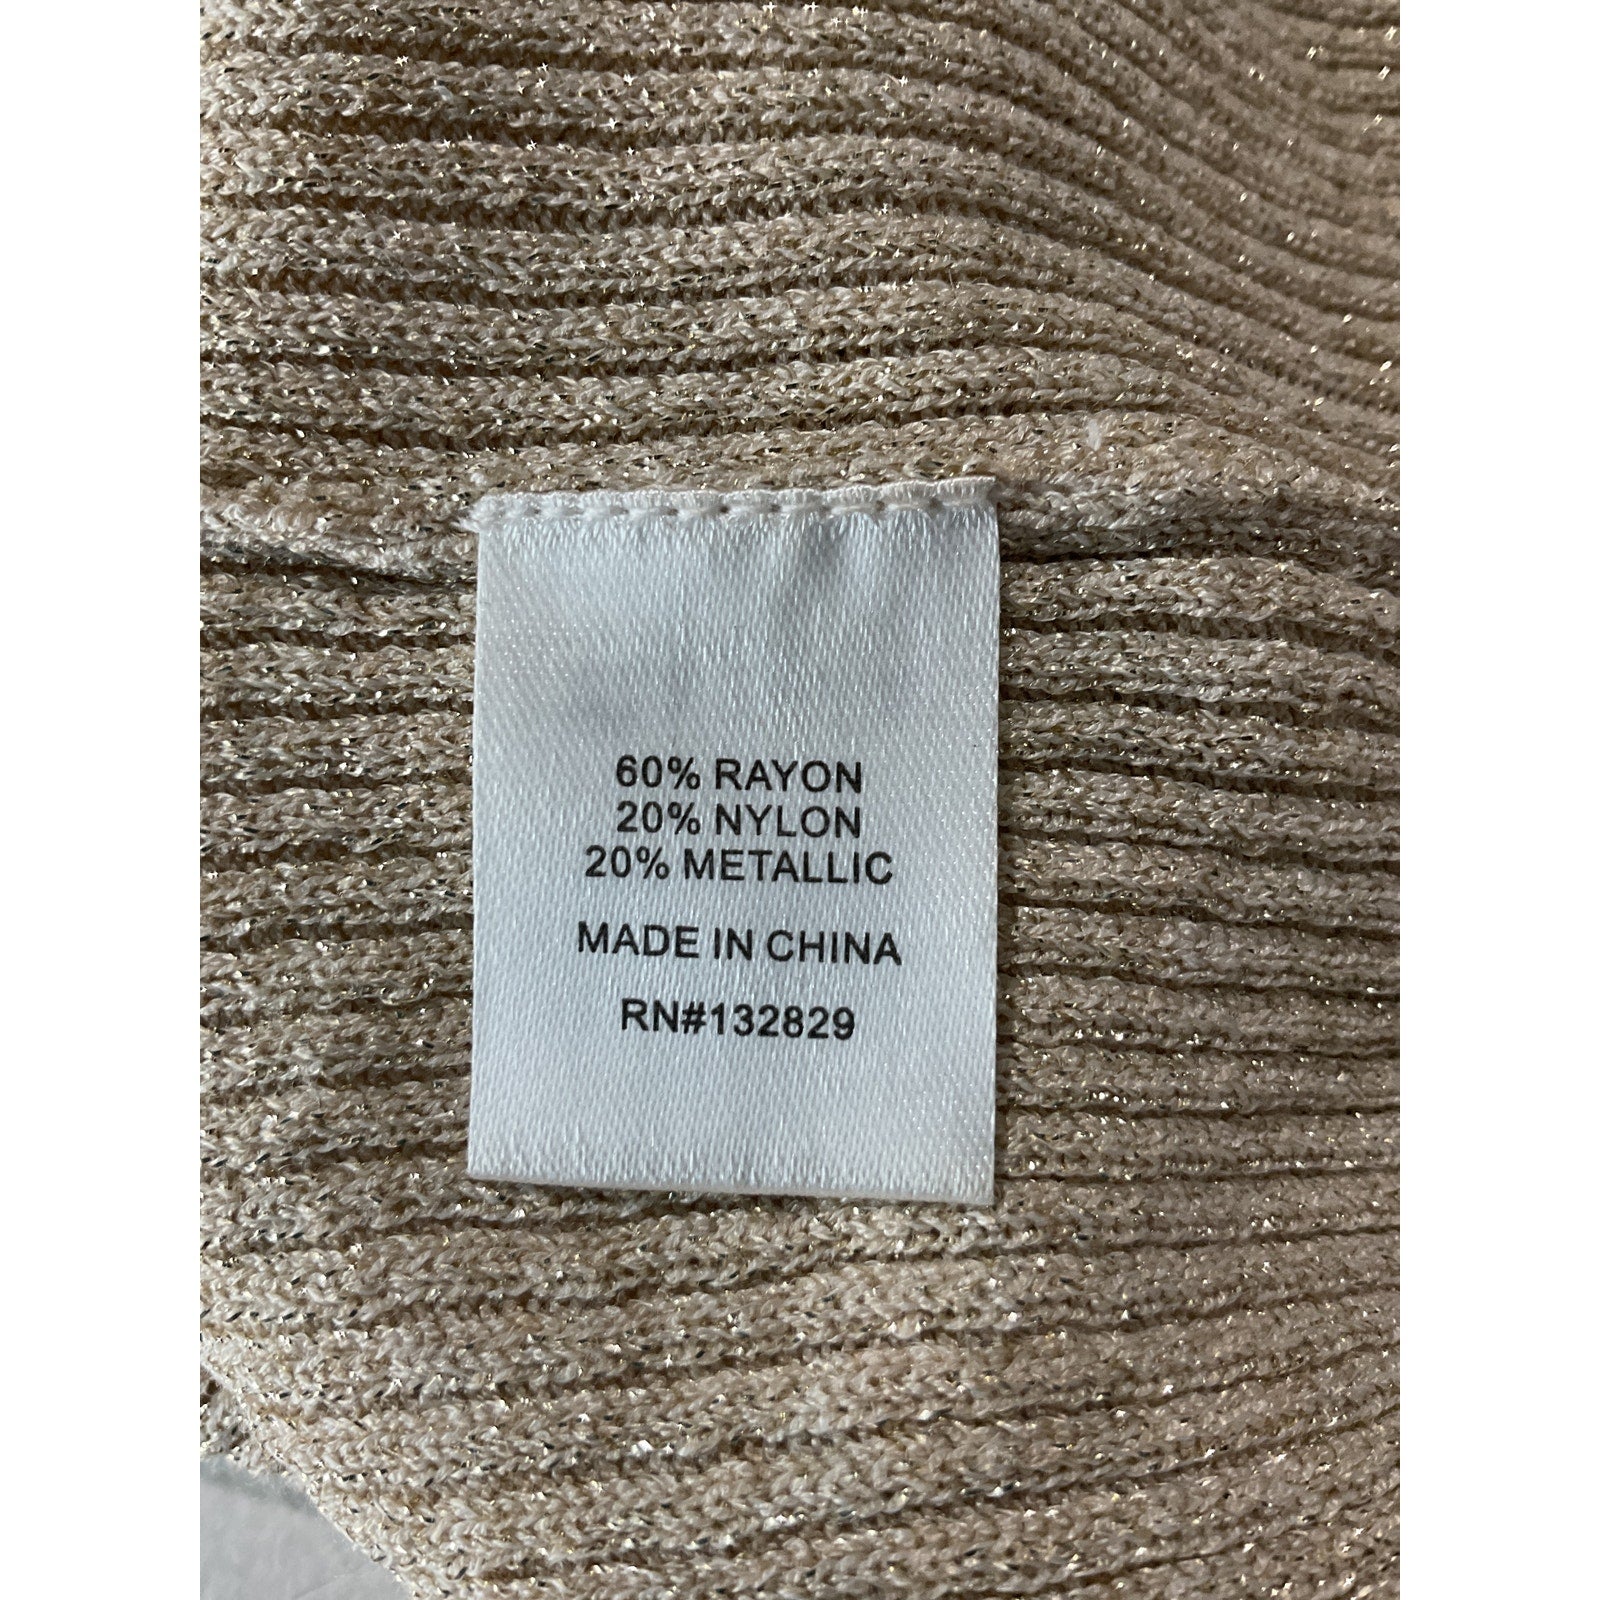 60% RAYON
20% NYLON
20% METALLIC
MADE IN CHINA
RN#132829